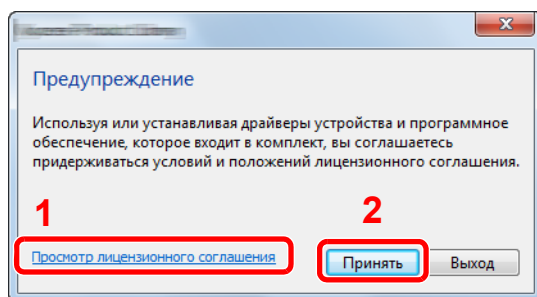 Предупреждение
Используя или устанавливая драйверы устройства и программное
обеспечение, которое входит в комплект, вы соглашаетесь
придерживаться условий и положений лицензионного соглашения.
1
2
Просмотр лицензионного соглашения
Принять
Выход